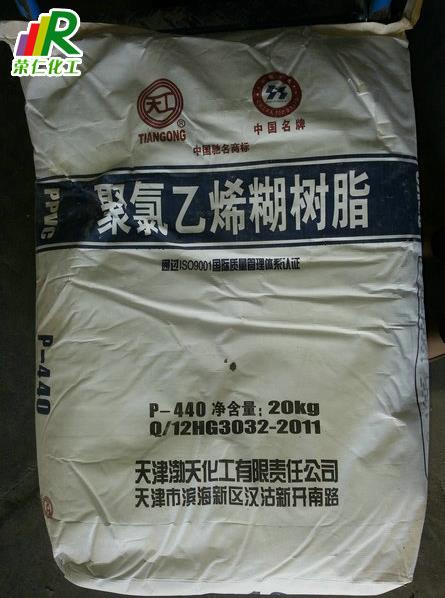 R
荣仁化工
天工
®
TIANGONG
中国名牌
中国驰名商标
PVC
聚氯乙烯糊树脂
通过ISO9001国际质量管理体系认证
P-440
P-440 净含量：20kg
Q/12HG3032-2011
天津渤天化工有限责任公司
天津市滨海新区汉沽新开南路